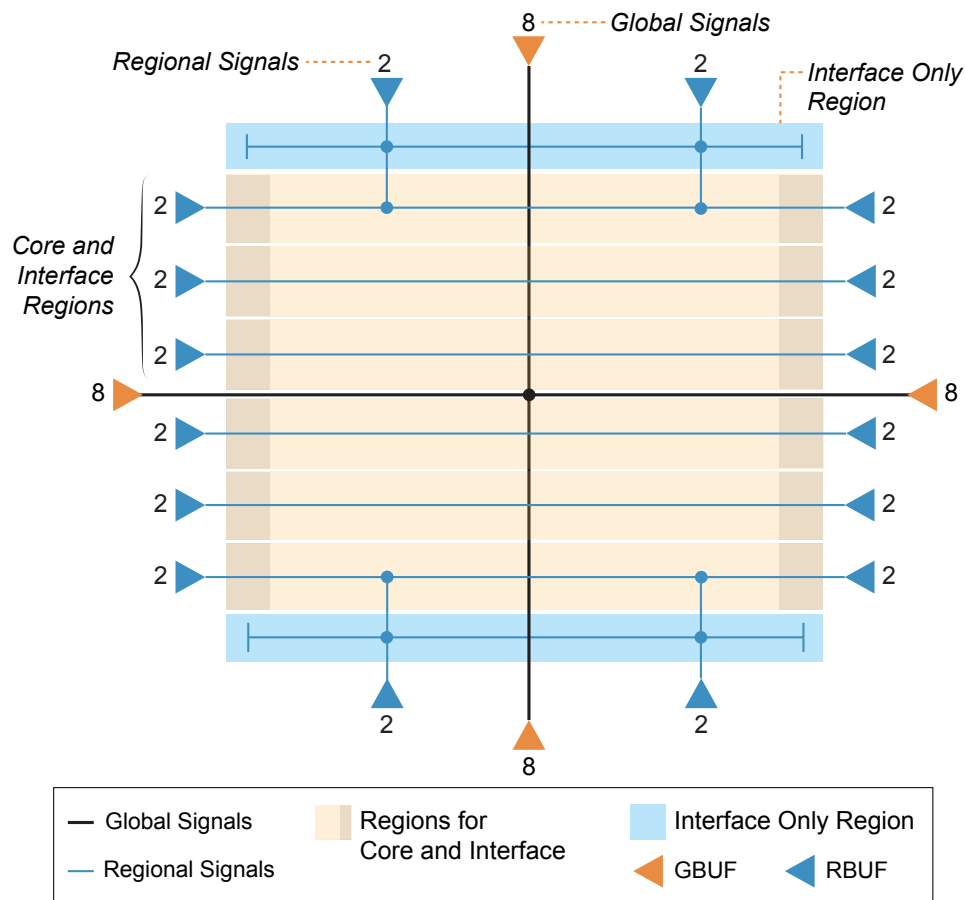 8
Global Signals
Regional Signals
2
2
Interface Only
Region
2
2
Core and
Interface
Regions
2
2
2
2
8
8
2
2
2
2
2
2
2
2
8
Global Signals
Regional Signals
Regions for
Core and Interface
Interface Only Region
GBUF
RBUF